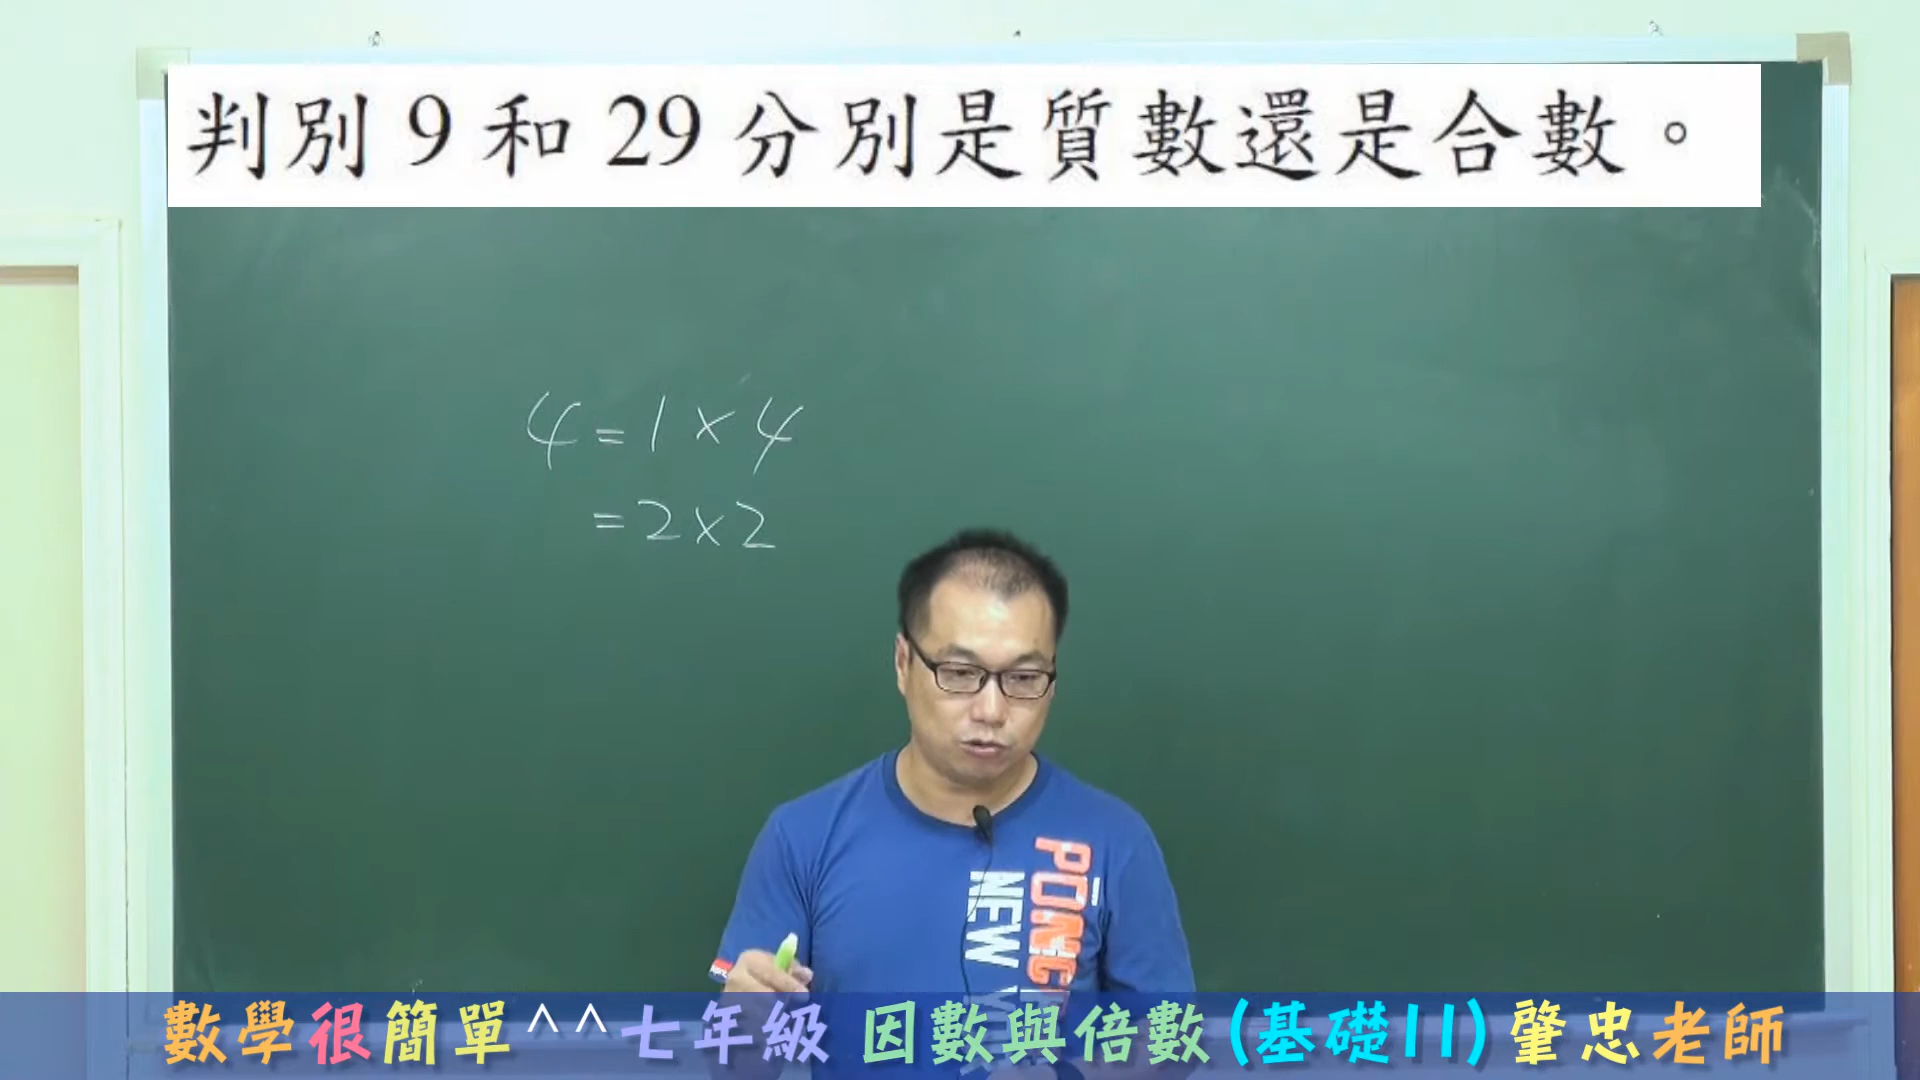 判別 9 和 29 分別是質數還是合數。
4 = 1 × 4
= 2 × 2
PONG
NEW Y
數學很簡單^^七年級 因數與倍數(基礎11)肇忠老師